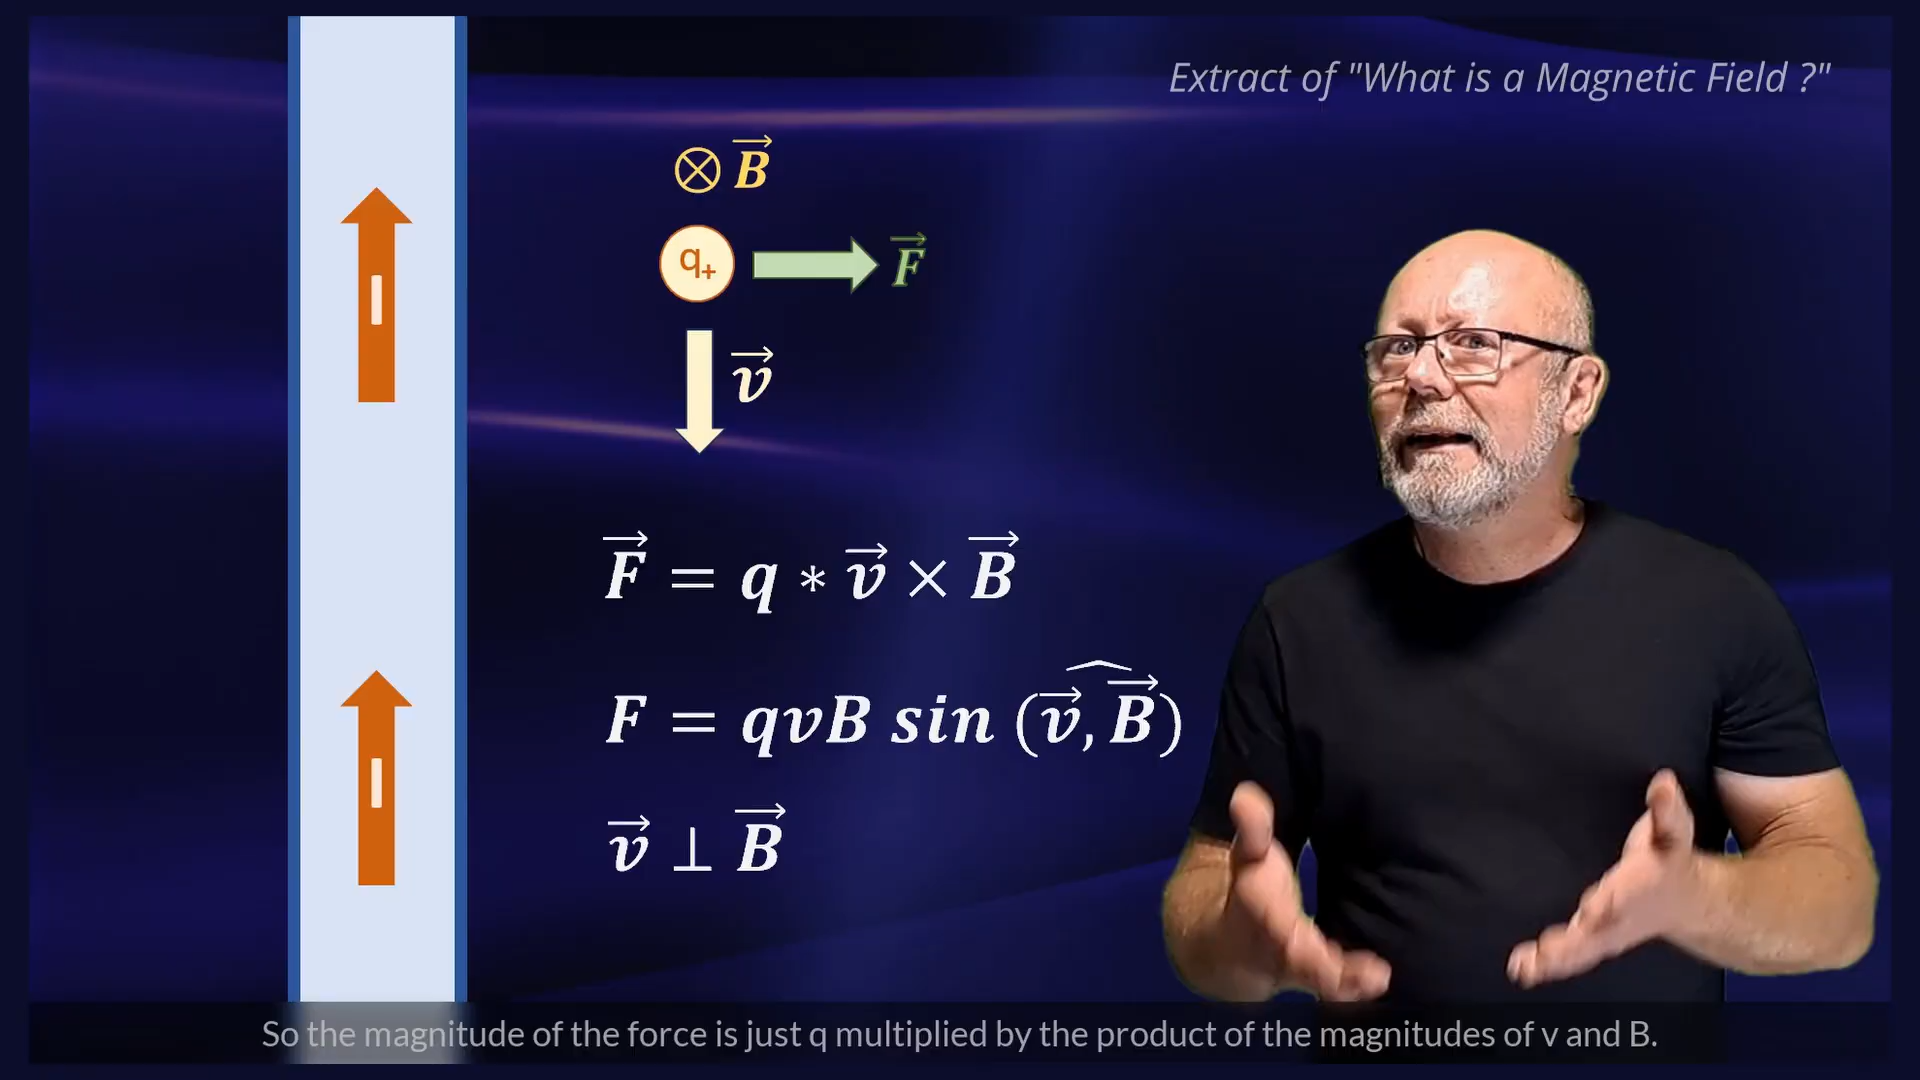 Extract of "What is a Magnetic Field ?"
⊗ B⃗
q₊
F⃗
I
v⃗
F⃗ = q * v⃗ × B⃗
F = qvB sin (v⃗, B⃗)
I
v⃗ ⊥ B⃗
So the magnitude of the force is just q multiplied by the product of the magnitudes of v and B.